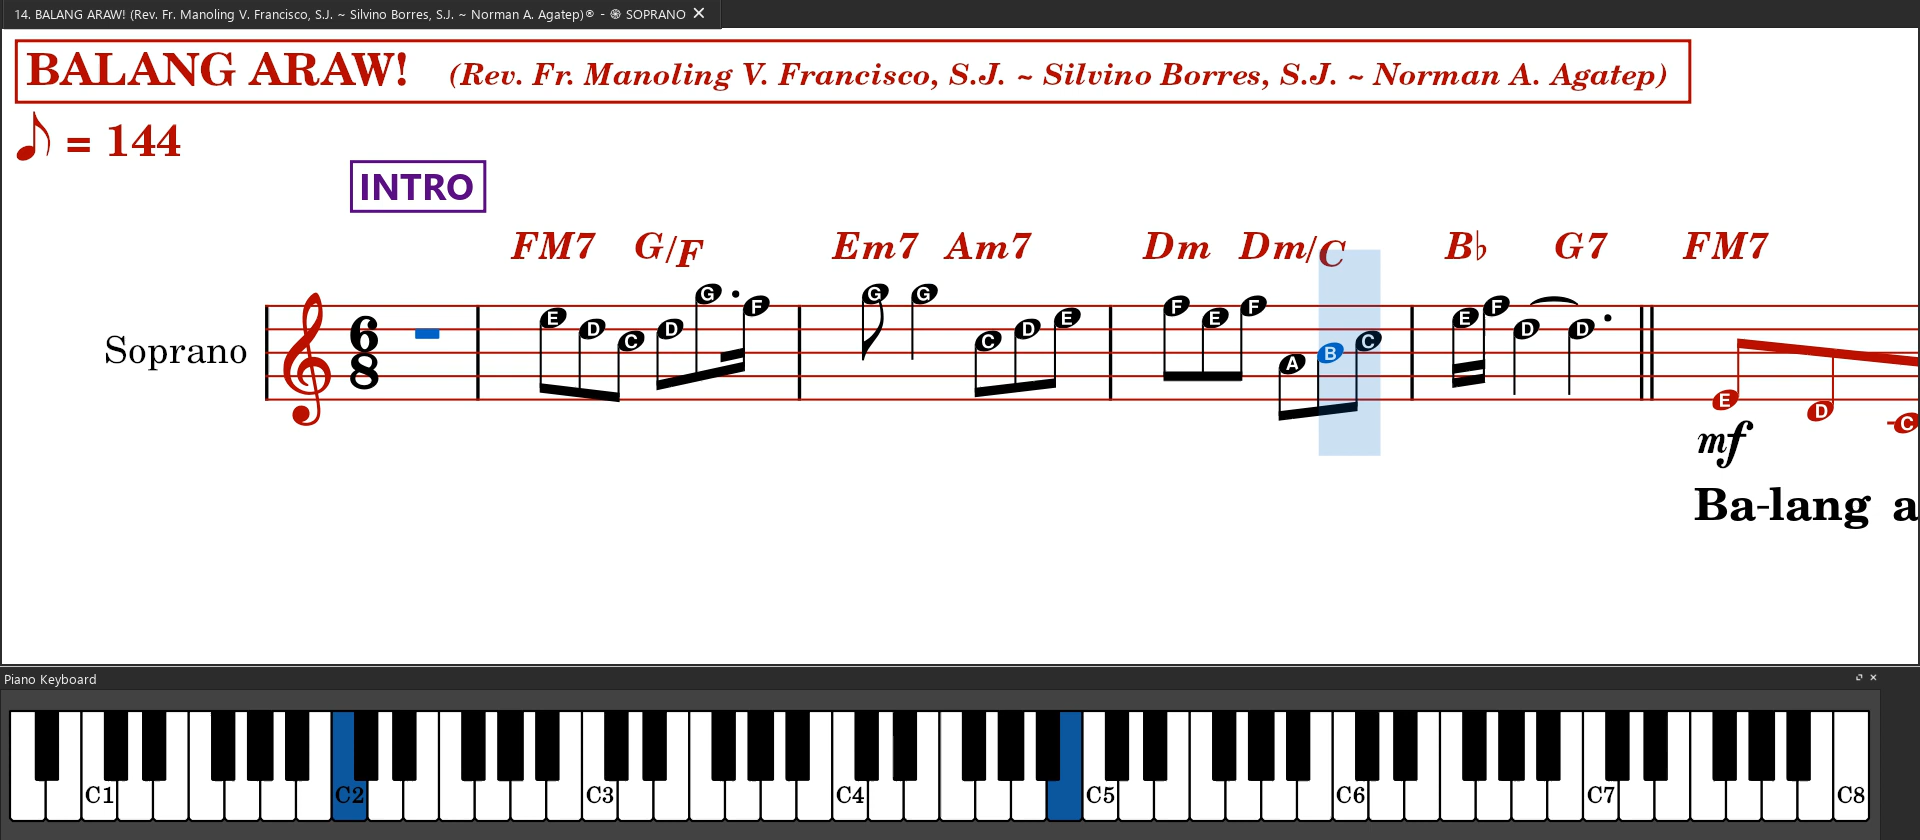 14. BALANG ARAW! (Rev. Fr. Manoling V. Francisco, S.J. ~ Silvino Borres, S.J. ~ Norman A. Agatep)® - ֍ SOPRANO ✕
BALANG ARAW! (Rev. Fr. Manoling V. Francisco, S.J. ~ Silvino Borres, S.J. ~ Norman A. Agatep)
♪ = 144
INTRO
FM7 G/F Em7 Am7 Dm Dm/C B♭ G7 FM7
Soprano
6
8
E D C D G F G G C D E F E F A B C E F D D E D C
mf
Ba-lang a
Piano Keyboard
C1 C2 C3 C4 C5 C6 C7 C8